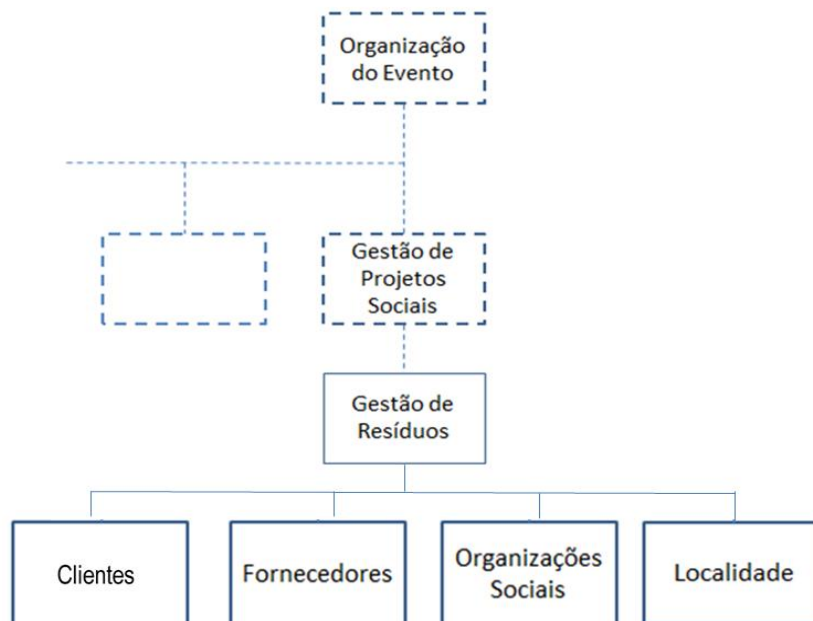 Organização
do Evento
Gestão de
Projetos
Sociais
Gestão de
Resíduos
Clientes
Fornecedores
Organizações
Sociais
Localidade